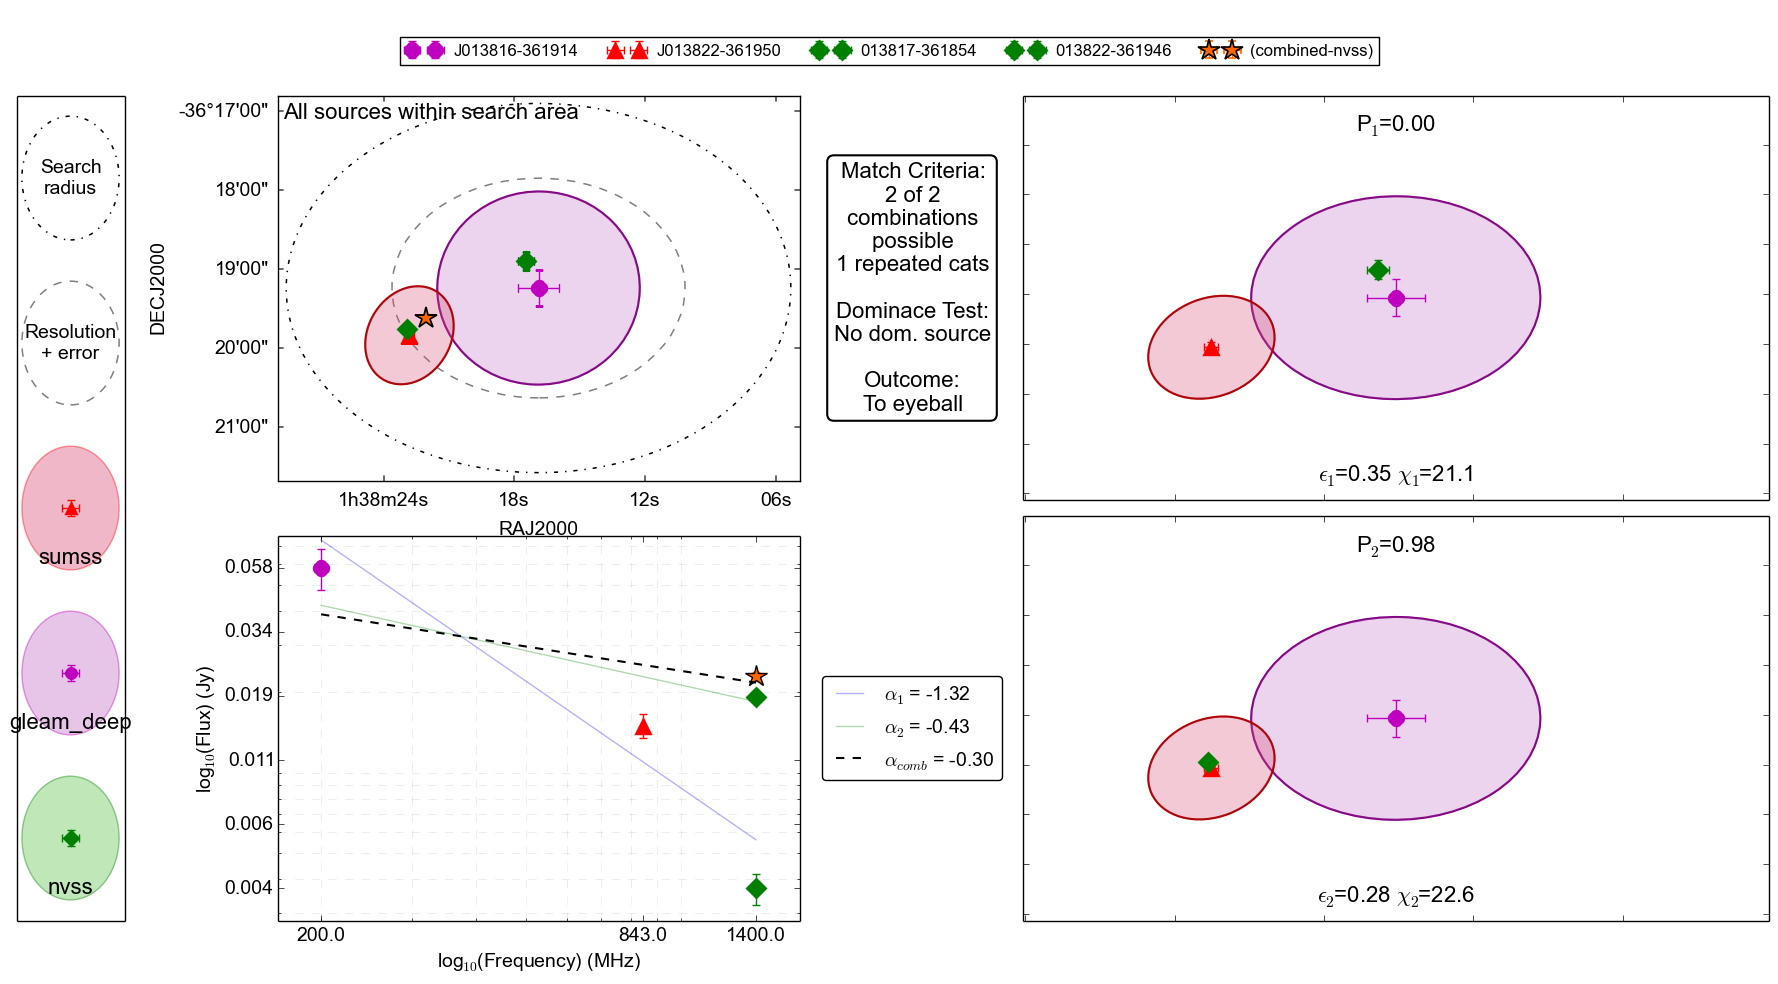 J013816-361914 J013822-361950 013817-361854 013822-361946 (combined-nvss)
Search
radius
Resolution
+ error
sumss
gleam_deep
nvss
All sources within search area
-36°17'00"
18'00"
19'00"
20'00"
21'00"
DECJ2000
1h38m24s 18s 12s 06s
RAJ2000
Match Criteria:
2 of 2
combinations
possible
1 repeated cats
Dominace Test:
No dom. source
Outcome:
To eyeball
P1=0.00
ϵ1=0.35 χ1=21.1
P2=0.98
ϵ2=0.28 χ2=22.6
0.058
0.034
0.019
0.011
0.006
0.004
log10(Flux) (Jy)
200.0 843.0 1400.0
log10(Frequency) (MHz)
α1 = -1.32
α2 = -0.43
αcomb = -0.30